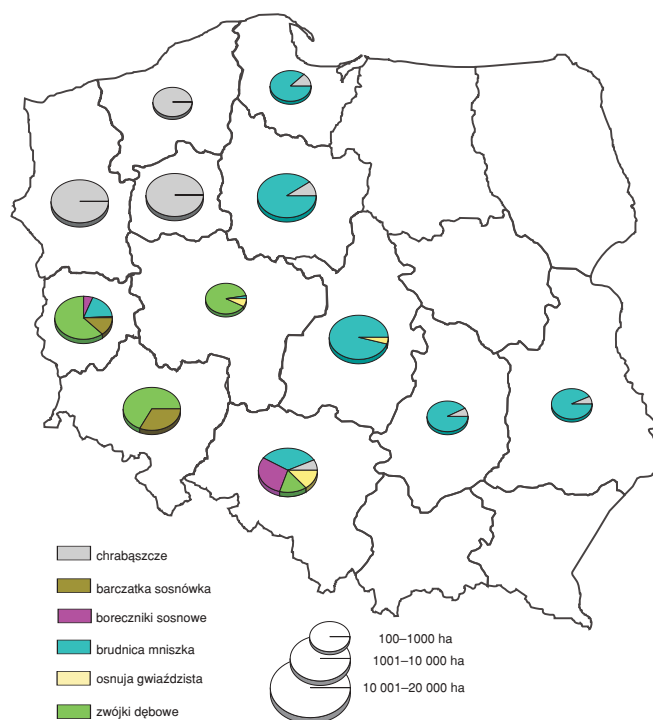 chrabąszcze
barczatka sosnówka
boreczniki sosnowe
brudnica mniszka
osnuja gwiaździsta
zwójki dębowe
100–1000 ha
1001–10 000 ha
10 001–20 000 ha